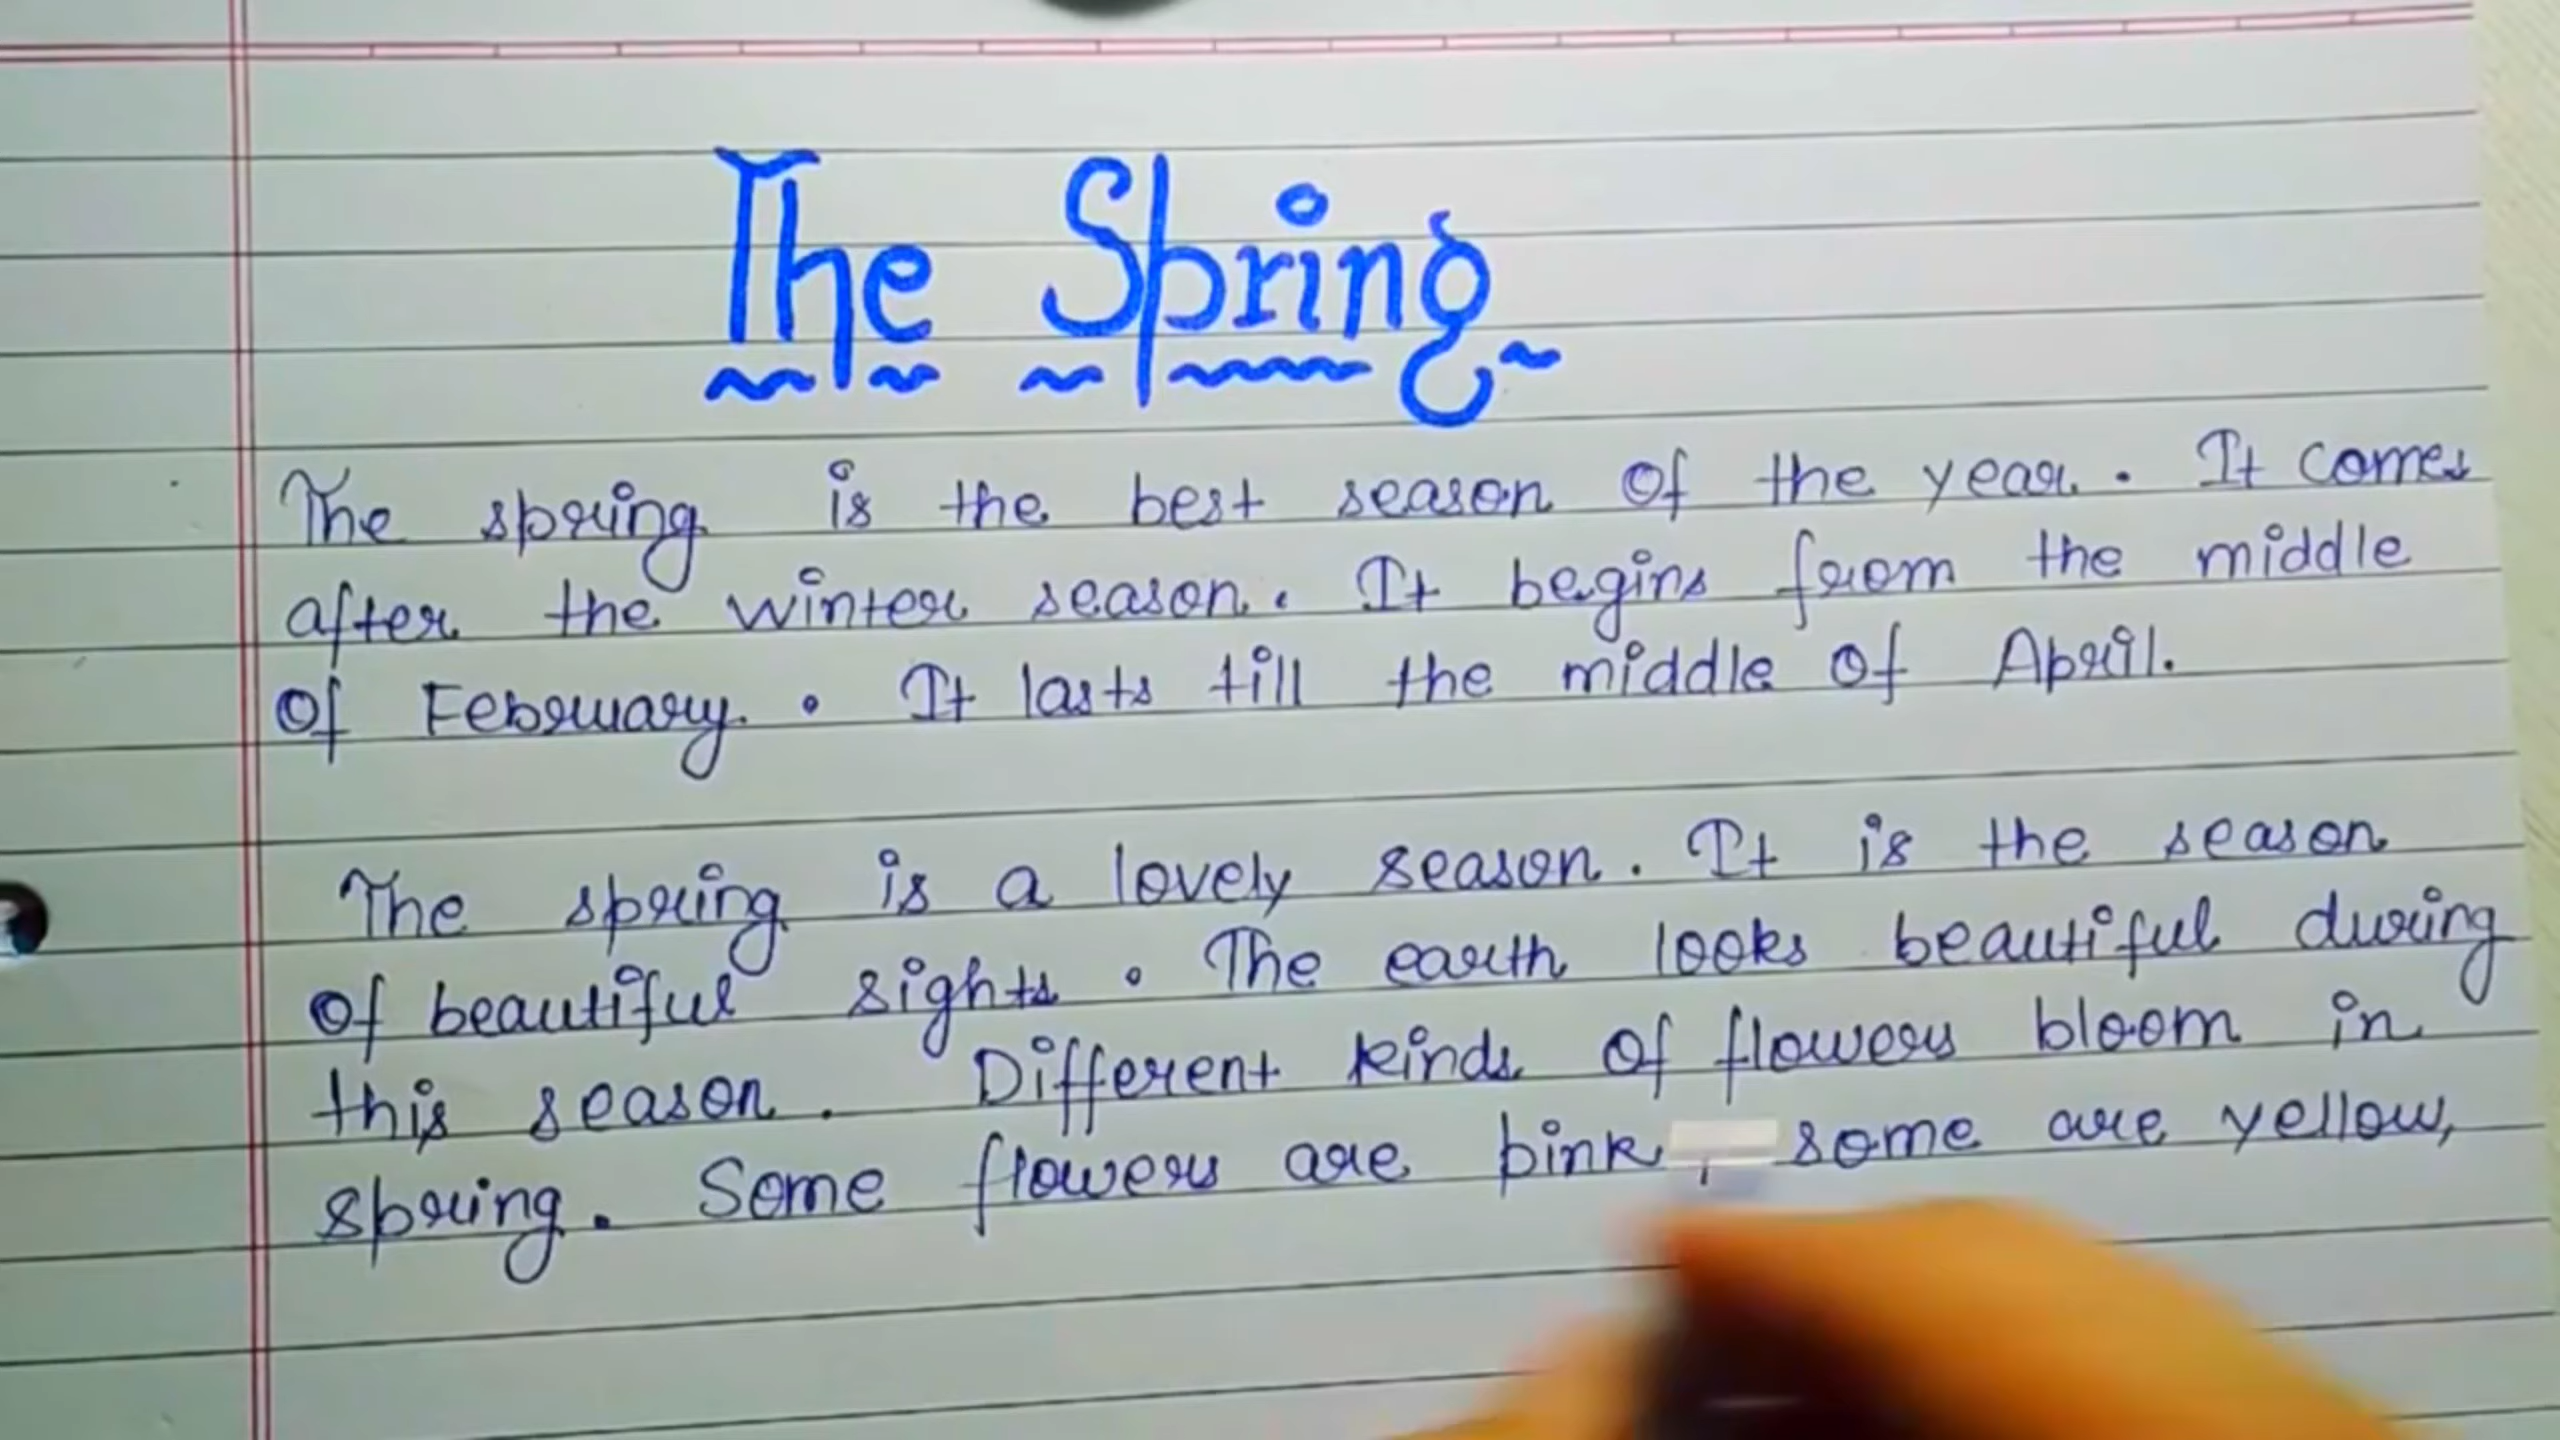 The Spring
The spring is the best season of the year. It comes
after the winter season. It begins from the middle
of February. It lasts till the middle of April.
The spring is a lovely season. It is the season
of beautiful sights. The earth looks beautiful during
this season. Different kinds of flowers bloom in
spring. Some flowers are pink, some are yellow,